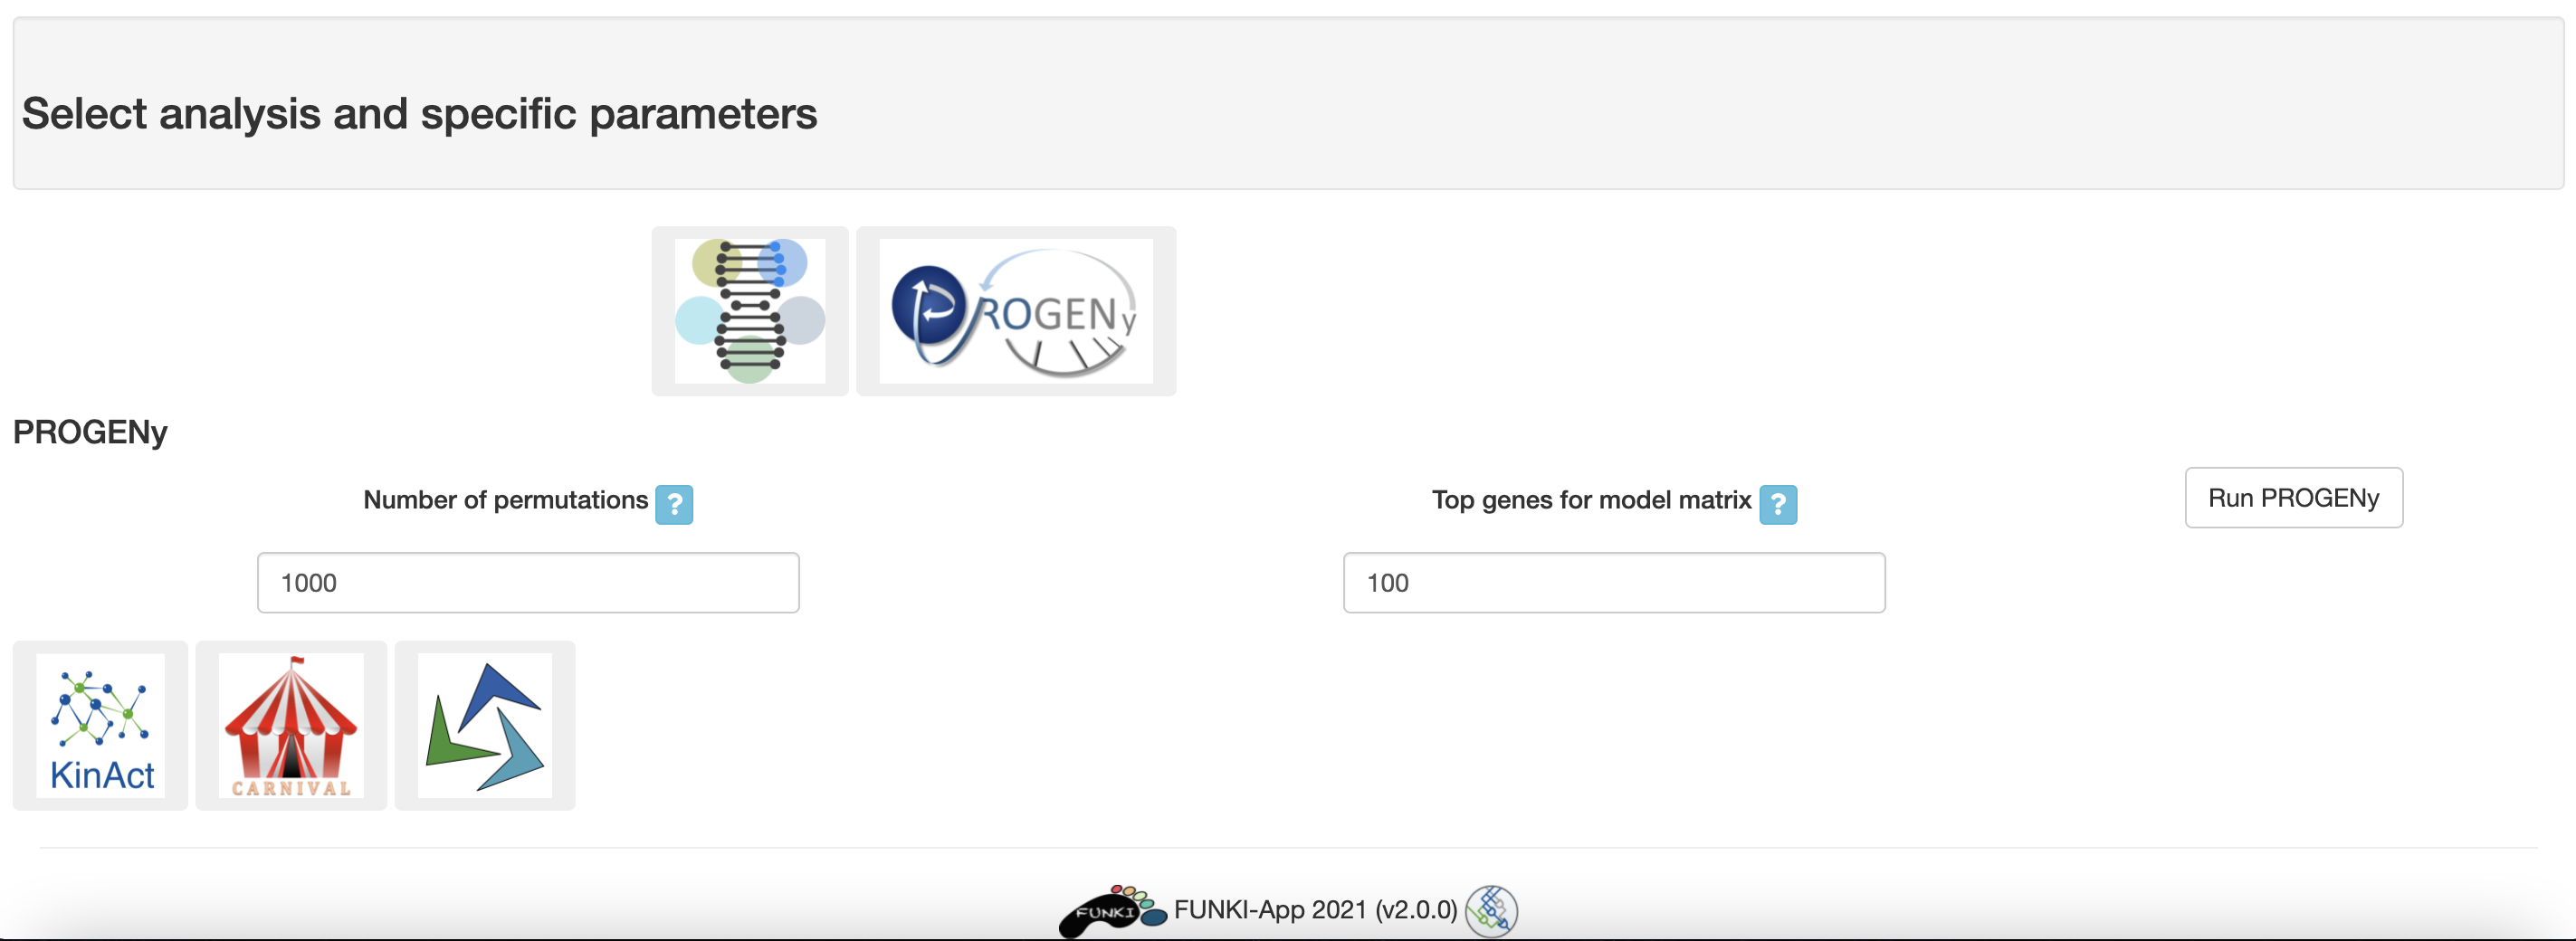 Select analysis and specific parameters
PROGENy
PROGENy
Number of permutations ?
Top genes for model matrix ?
Run PROGENy
1000
100
KinAct
CARNIVAL
FUNKI FUNKI-App 2021 (v2.0.0)